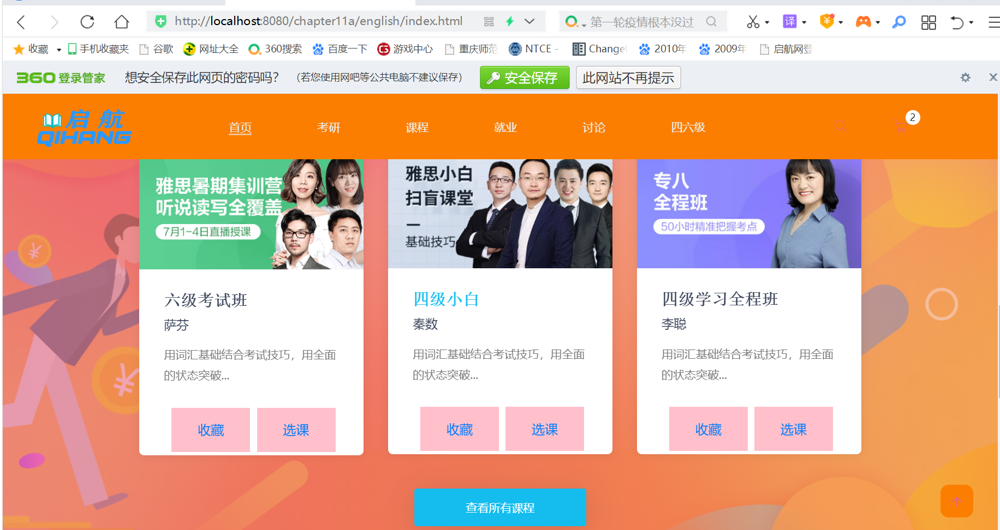 http://localhost:8080/chapter11a/english/index.html
第一轮疫情根本没过
译
收藏 手机收藏夹 谷歌 网址大全 360搜索 百度一下 游戏中心 重庆师范 NTCE - Change 2010年 2009年 启航网登
360 登录管家 想安全保存此网页的密码吗? (若您使用网吧等公共电脑不建议保存) 安全保存 此网站不再提示
启航
QIHANG
首页 考研 课程 就业 讨论 四六级 2
雅思暑期集训营
听说读写全覆盖
7月1-4日直播授课
雅思小白
扫盲课堂
基础技巧
专八
全程班
50小时精准把握考点
六级考试班
萨芬
用词汇基础结合考试技巧，用全面
的状态突破...
收藏 选课
四级小白
秦数
用词汇基础结合考试技巧，用全面
的状态突破...
收藏 选课
四级学习全程班
李聪
用词汇基础结合考试技巧，用全面
的状态突破...
收藏 选课
查看所有课程